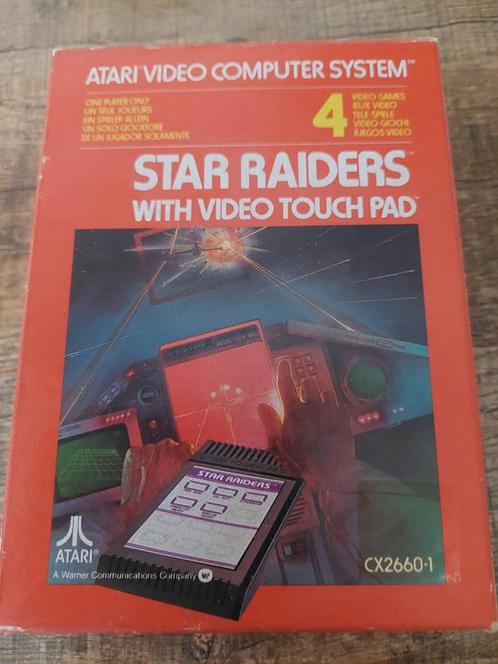 ATARI VIDEO COMPUTER SYSTEM™
ONE PLAYER ONLY
UN SEUL JOUEURS
EIN SPIELER ALLEIN
UN SOLO GIOCATORE
DE UN JUGADOR SOLAMENTE
4
VIDEO GAMES
JEUX VIDEO
TELE-SPIELE
VIDEO GIOCHI
JUEGOS VIDEO
STAR RAIDERS™
WITH VIDEO TOUCH PAD™
STAR RAIDERS
ATARI®
A Warner Communications Company
CX2660-1